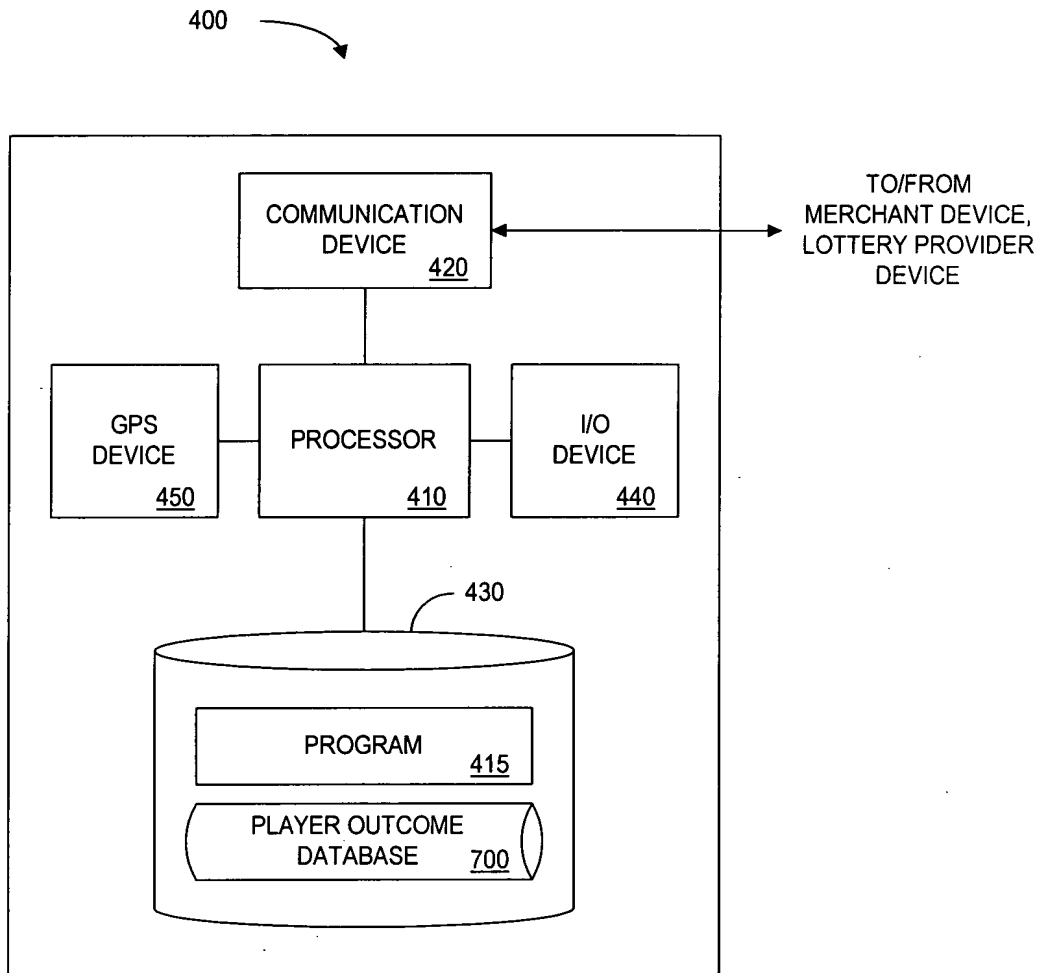 400
COMMUNICATION
DEVICE
420
TO/FROM
MERCHANT DEVICE,
LOTTERY PROVIDER
DEVICE
GPS
DEVICE
450
PROCESSOR
410
I/O
DEVICE
440
430
PROGRAM
415
PLAYER OUTCOME
DATABASE
700